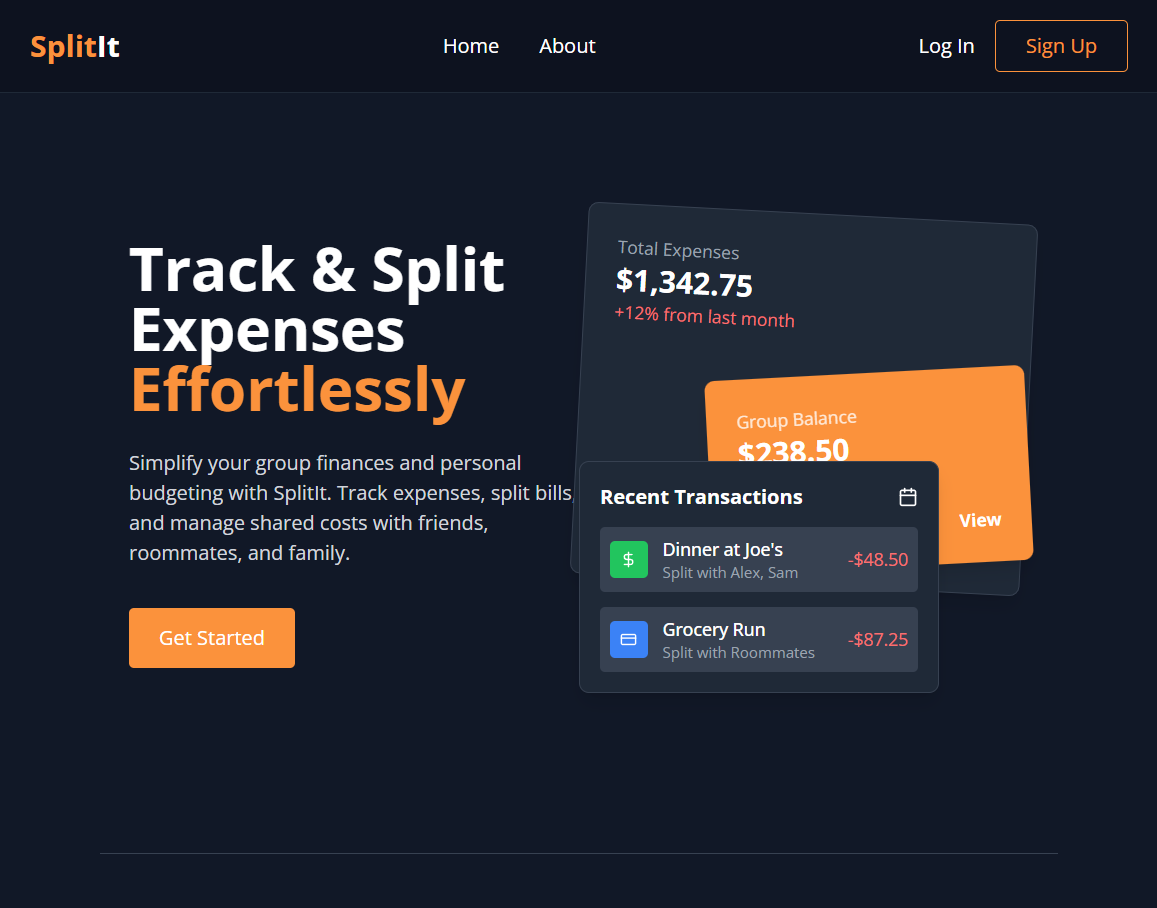 SplitIt
Home
About
Log In
Sign Up
Track & Split
Expenses
Effortlessly
Simplify your group finances and personal
budgeting with SplitIt. Track expenses, split bills,
and manage shared costs with friends,
roommates, and family.
Get Started
Total Expenses
$1,342.75
+12% from last month
Group Balance
$238.50
View
Recent Transactions
Dinner at Joe's
Split with Alex, Sam
-$48.50
Grocery Run
Split with Roommates
-$87.25